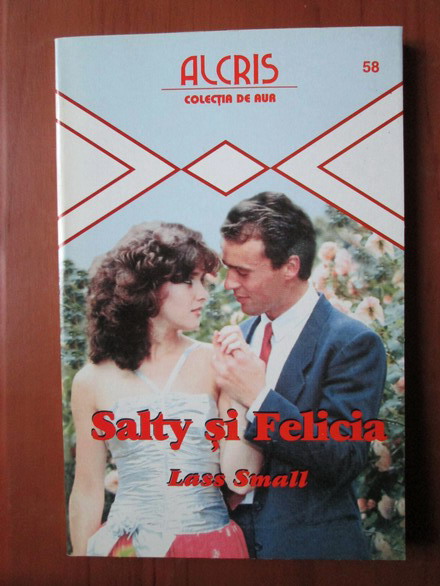 ALCRIS
COLECȚIA DE AUR
58
Salty și Felicia
Lass Small